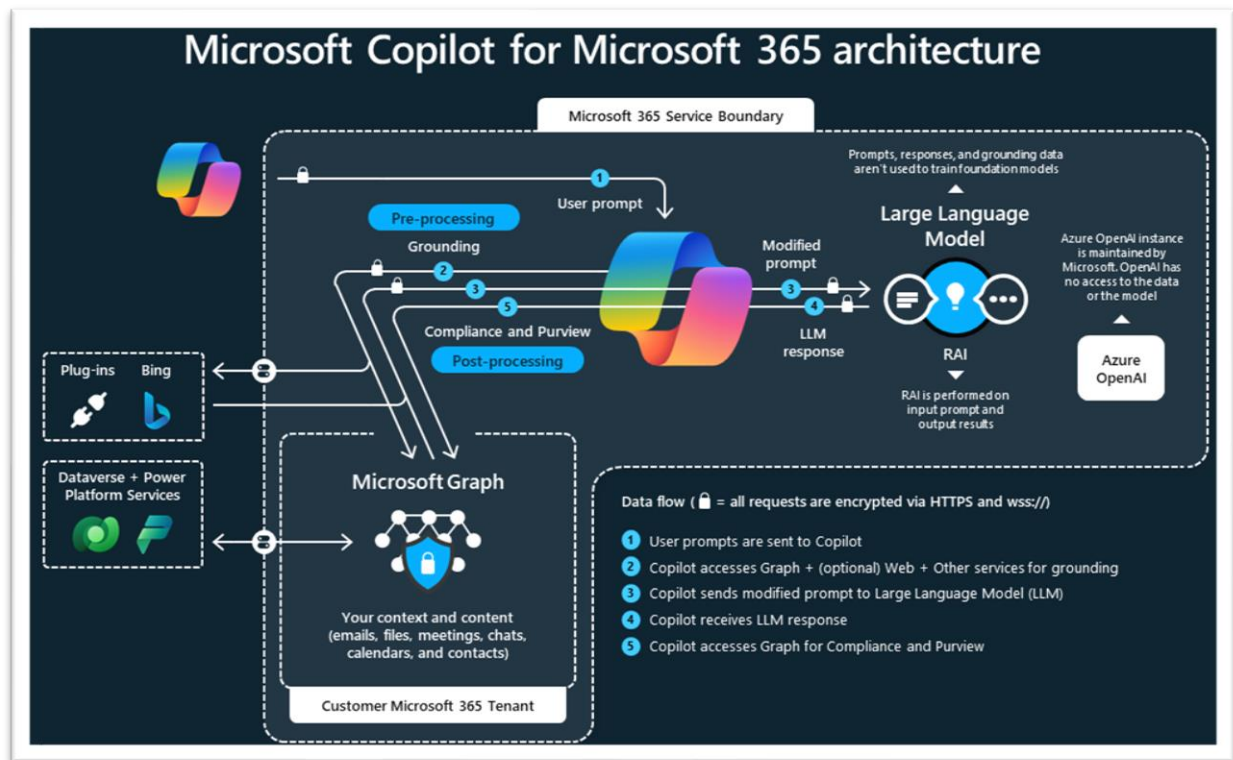 Microsoft Copilot for Microsoft 365 architecture
Microsoft 365 Service Boundary
1
User prompt
Pre-processing
Grounding
2
3
5
Compliance and Purview
Post-processing
Modified
prompt
3
4
LLM
response
Prompts, responses, and grounding data
aren't used to train foundation models
Large Language
Model
RAI
RAI is performed on
input prompt and
output results
Azure OpenAI instance
is maintained by
Microsoft. OpenAI has
no access to the data
or the model
Azure
OpenAI
Plug-ins
Bing
Dataverse + Power
Platform Services
Microsoft Graph
Your context and content
(emails, files, meetings, chats,
calendars, and contacts)
Customer Microsoft 365 Tenant
Data flow ( = all requests are encrypted via HTTPS and wss://)
1 User prompts are sent to Copilot
2 Copilot accesses Graph + (optional) Web + Other services for grounding
3 Copilot sends modified prompt to Large Language Model (LLM)
4 Copilot receives LLM response
5 Copilot accesses Graph for Compliance and Purview